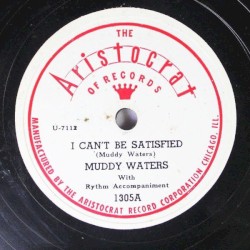 THE
Aristocrat
OF RECORDS
U-7112
I CAN'T BE SATISFIED
(Muddy Waters)
MUDDY WATERS
With
Rythm Accompaniment
1305A
MANUFACTURED BY THE ARISTOCRAT RECORD CORPORATION CHICAGO, ILL.